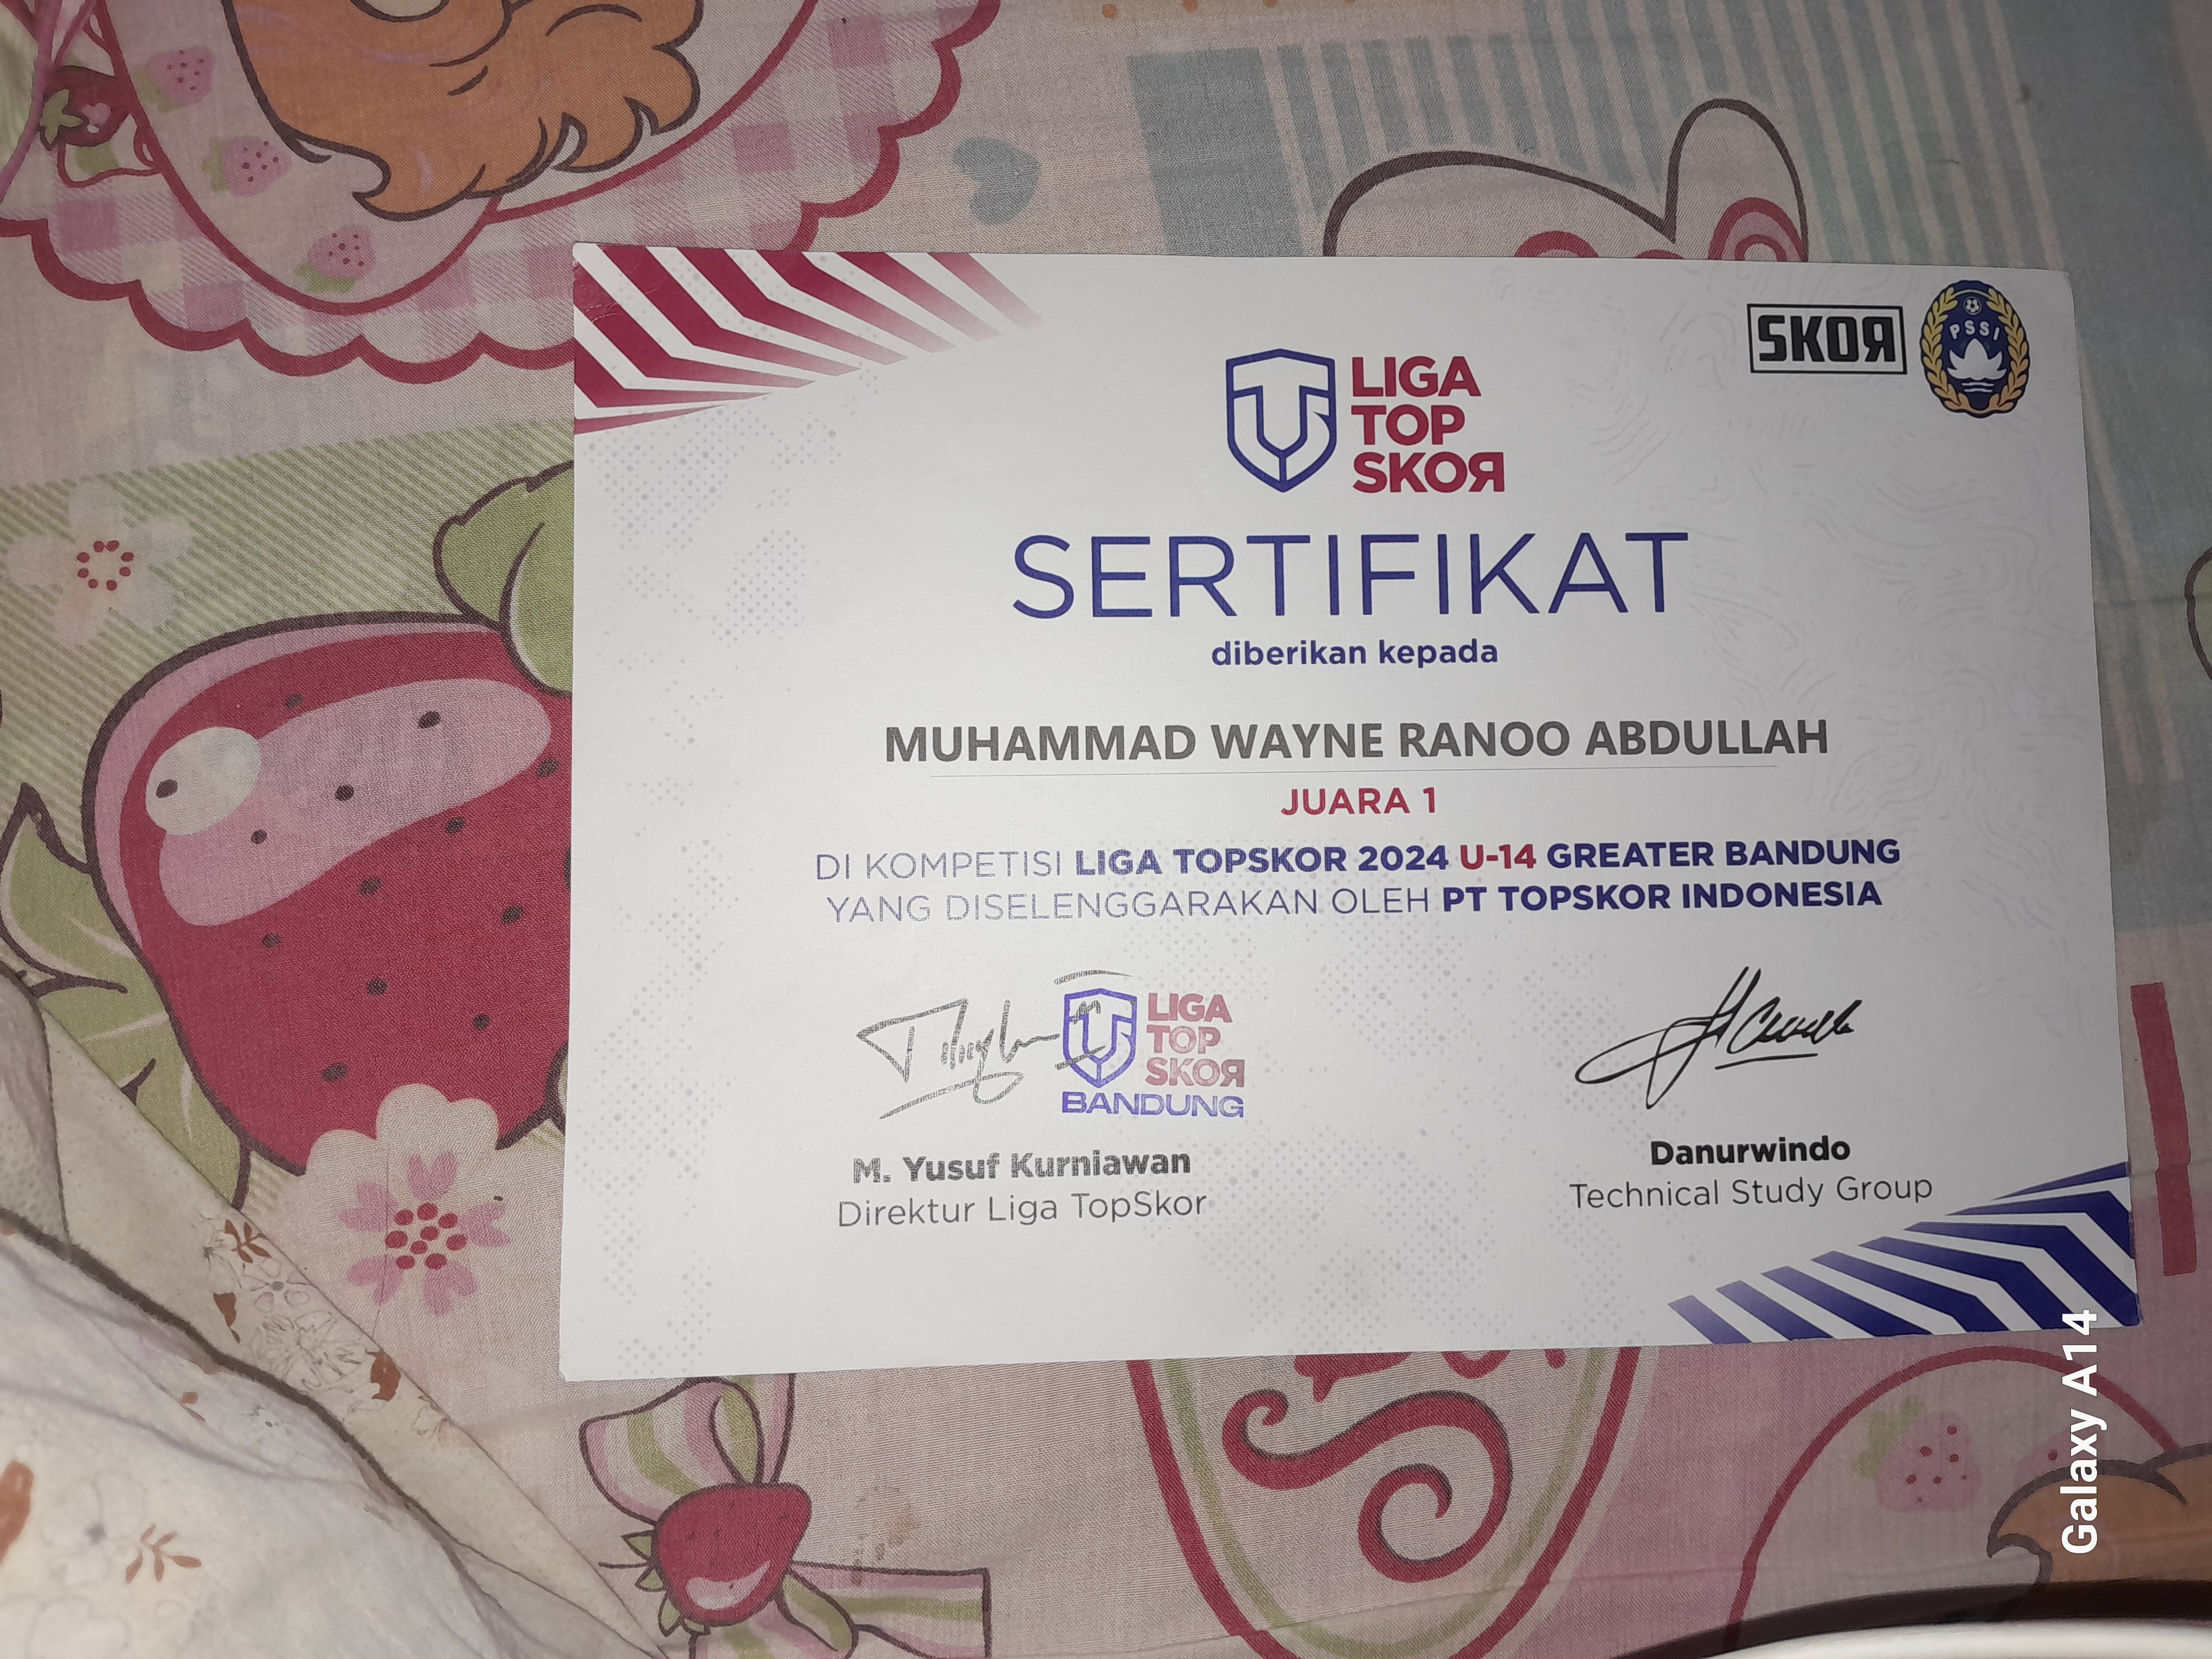 SKOR
PSSI
LIGA
TOP
SKOR
SERTIFIKAT
diberikan kepada
MUHAMMAD WAYNE RANOO ABDULLAH
JUARA 1
DI KOMPETISI LIGA TOPSKOR 2024 U-14 GREATER BANDUNG
YANG DISELENGGARAKAN OLEH PT TOPSKOR INDONESIA
LIGA
TOP
SKOR
BANDUNG
M. Yusuf Kurniawan
Direktur Liga TopSkor
Danurwindo
Technical Study Group
Galaxy A14